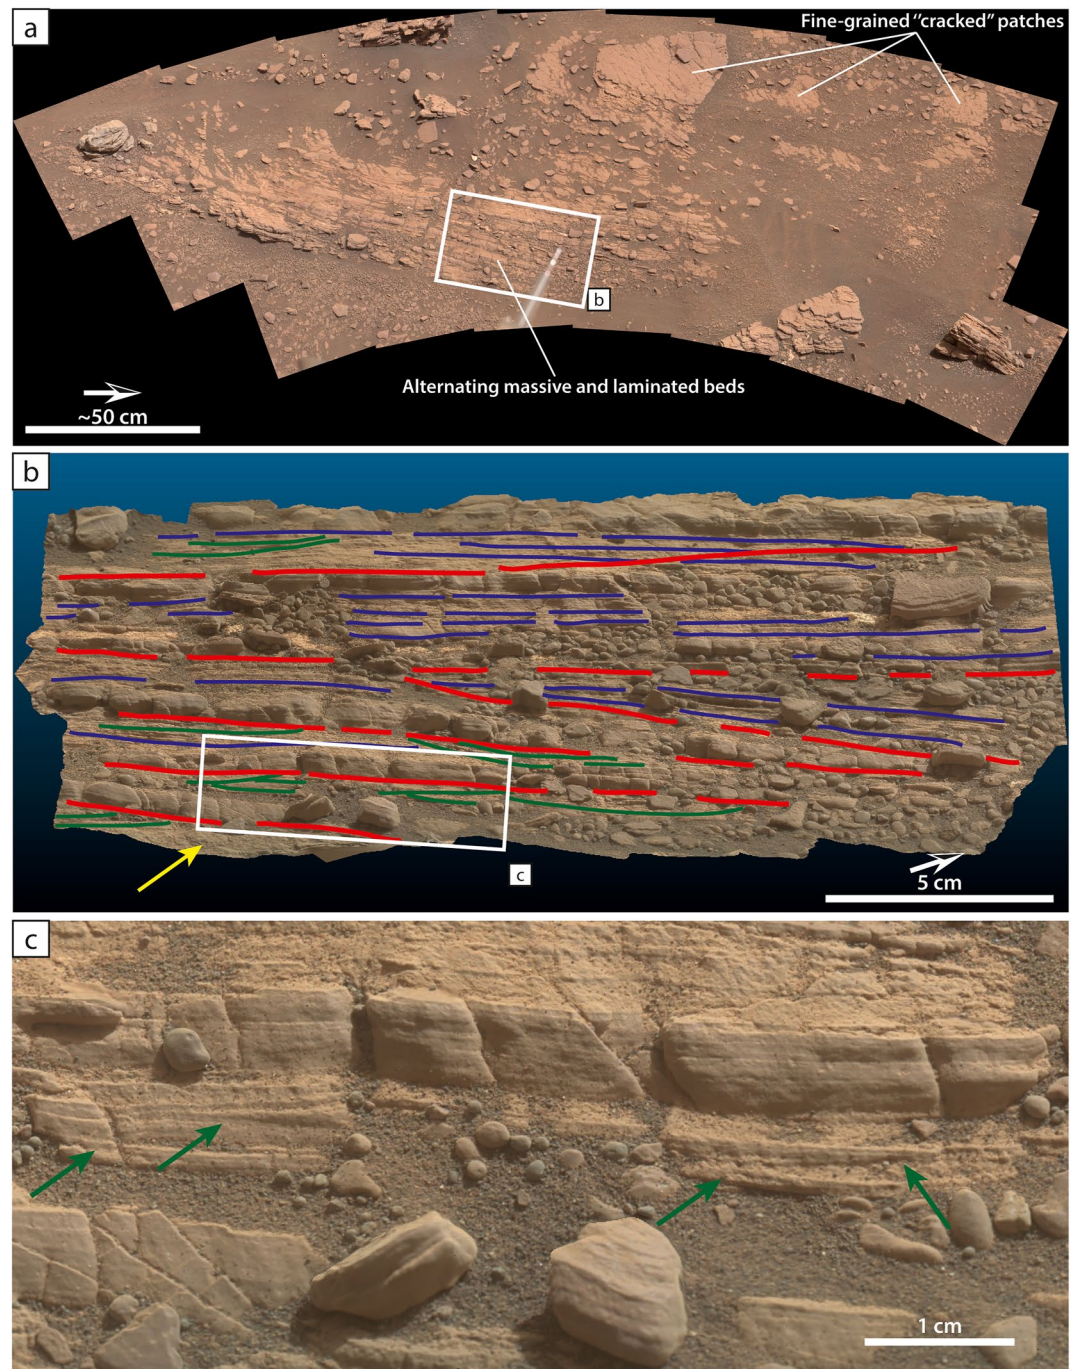 a
Fine-grained “cracked” patches
b
Alternating massive and laminated beds
~50 cm
b
c
5 cm
c
1 cm